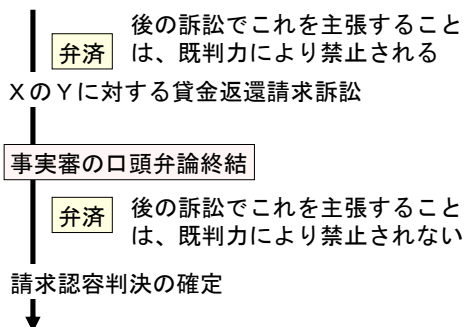 後の訴訟でこれを主張すること
弁済 は、既判力により禁止される
XのYに対する貸金返還請求訴訟
事実審の口頭弁論終結
弁済 後の訴訟でこれを主張すること
は、既判力により禁止されない
請求認容判決の確定